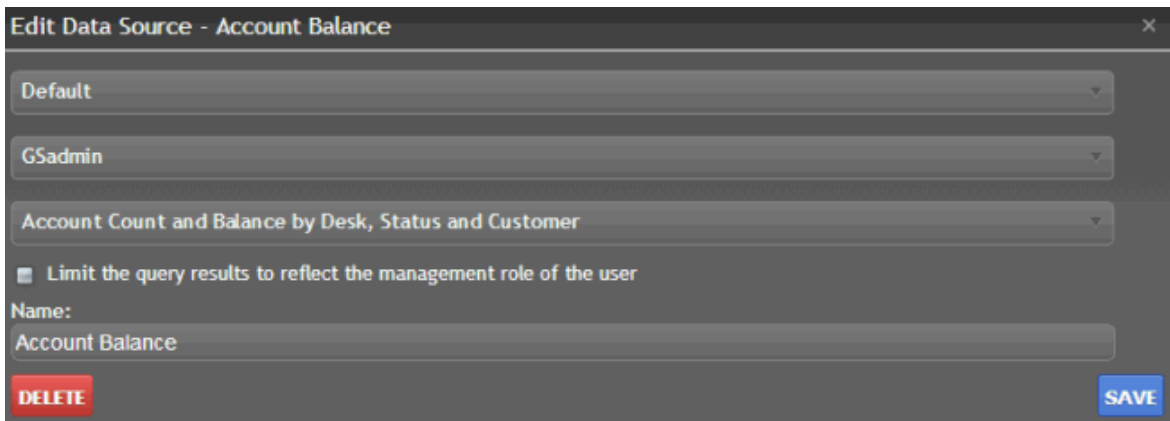 Edit Data Source - Account Balance ×
Default
GSadmin
Account Count and Balance by Desk, Status and Customer
Limit the query results to reflect the management role of the user
Name:
Account Balance
DELETE SAVE